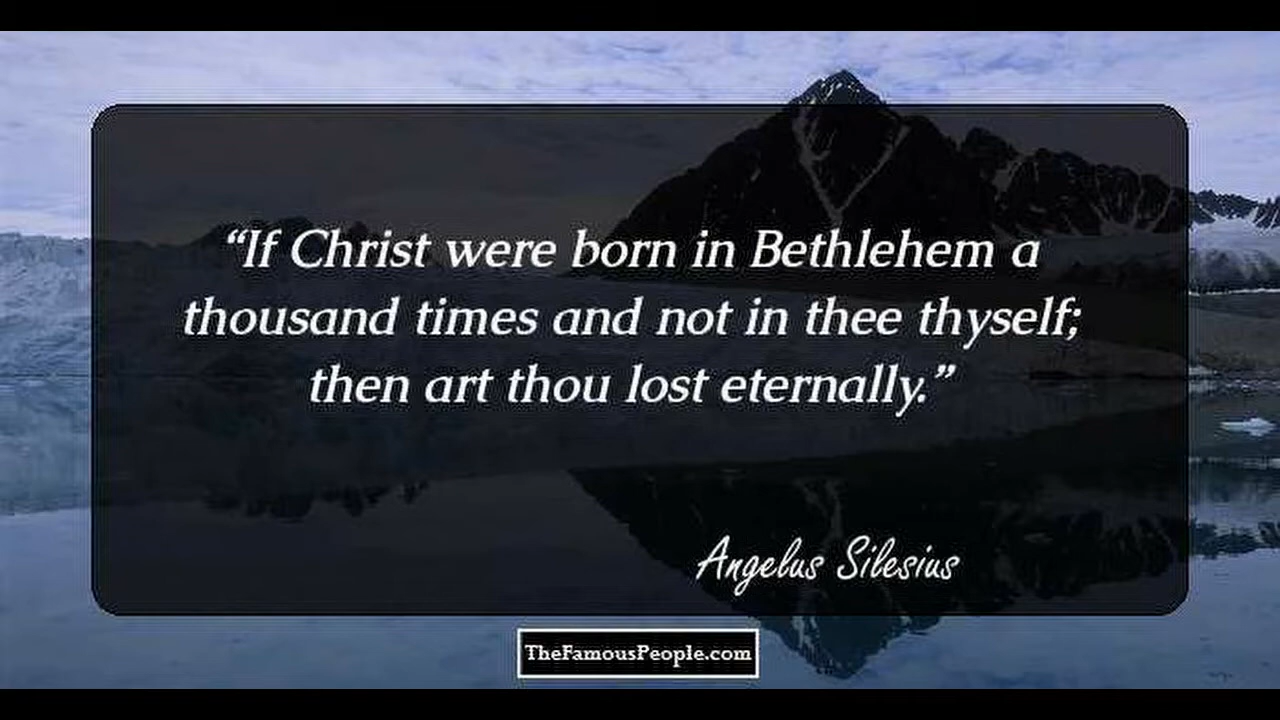 “If Christ were born in Bethlehem a
thousand times and not in thee thyself;
then art thou lost eternally.”
Angelus Silesius
TheFamousPeople.com